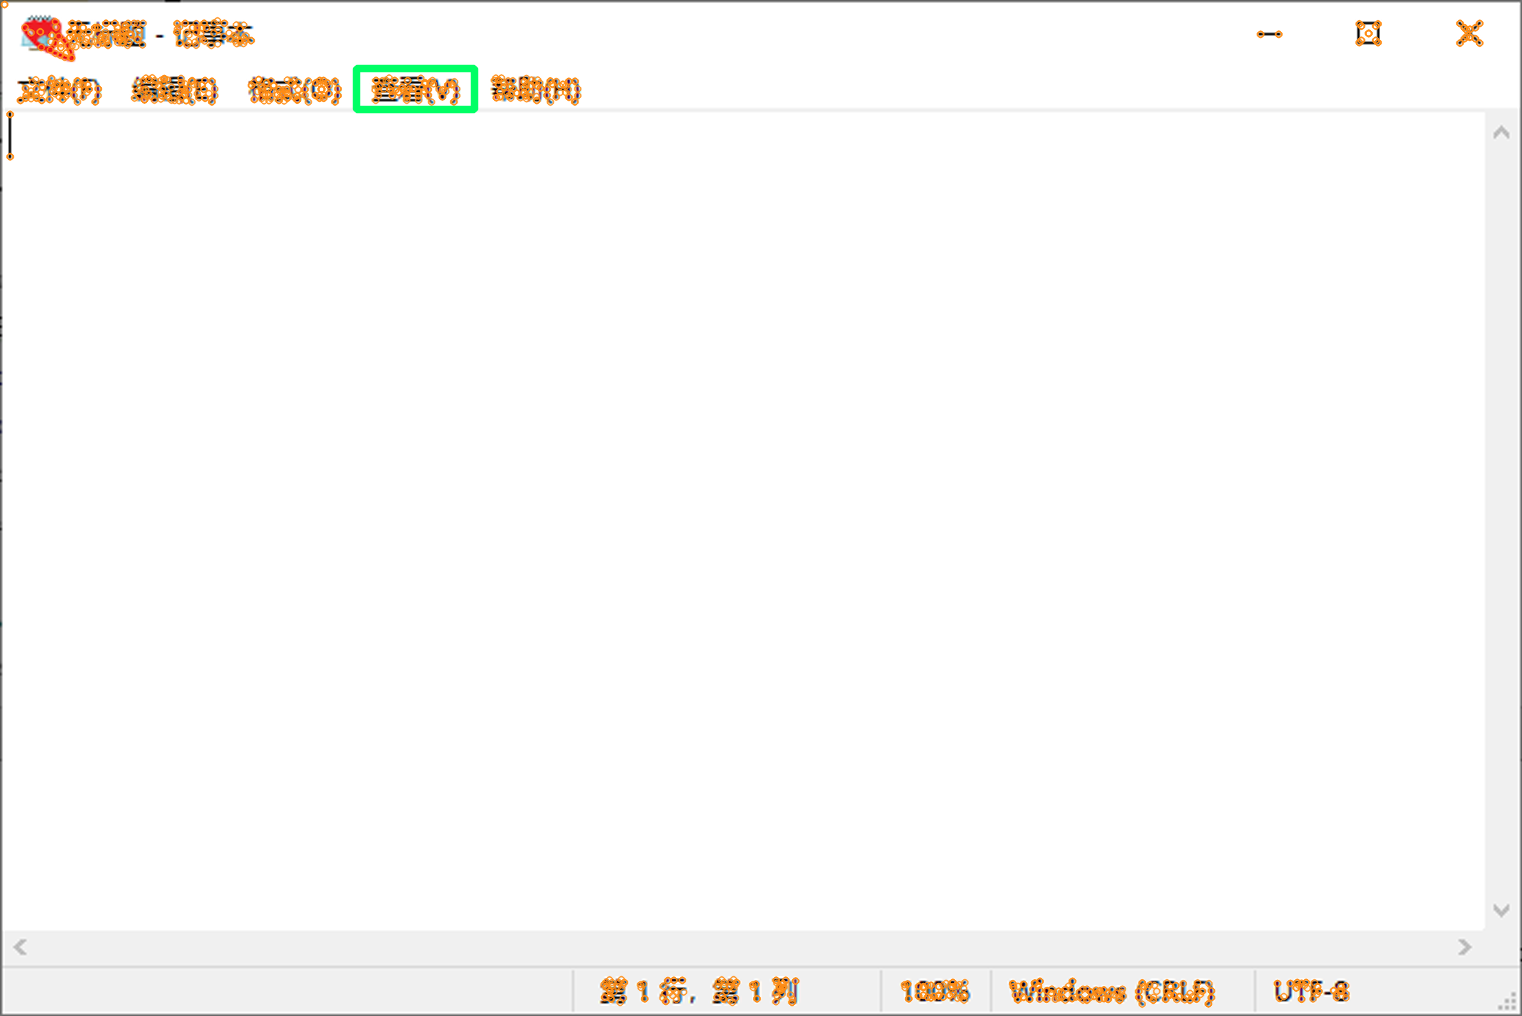 无标题 - 记事本
文件(F) 编辑(E) 格式(O) 查看(V) 帮助(H)
第 1 行, 第 1 列 100% Windows (CRLF) UTF-8